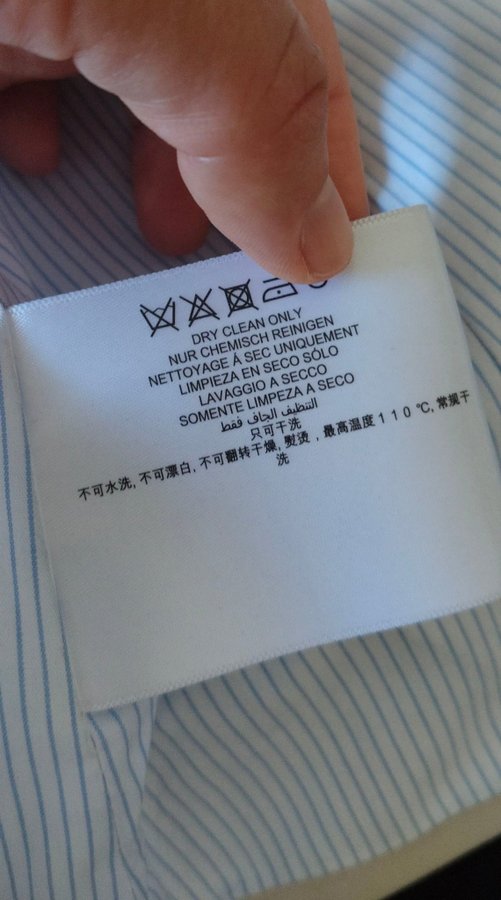 DRY CLEAN ONLY
NUR CHEMISCH REINIGEN
NETTOYAGE Á SEC UNIQUEMENT
LIMPIEZA EN SECO SÓLO
LAVAGGIO A SECCO
SOMENTE LIMPEZA A SECO
التنظيف الجاف فقط
只可干洗
不可水洗, 不可漂白, 不可翻转干燥, 熨烫, 最高温度110℃, 常规干
洗